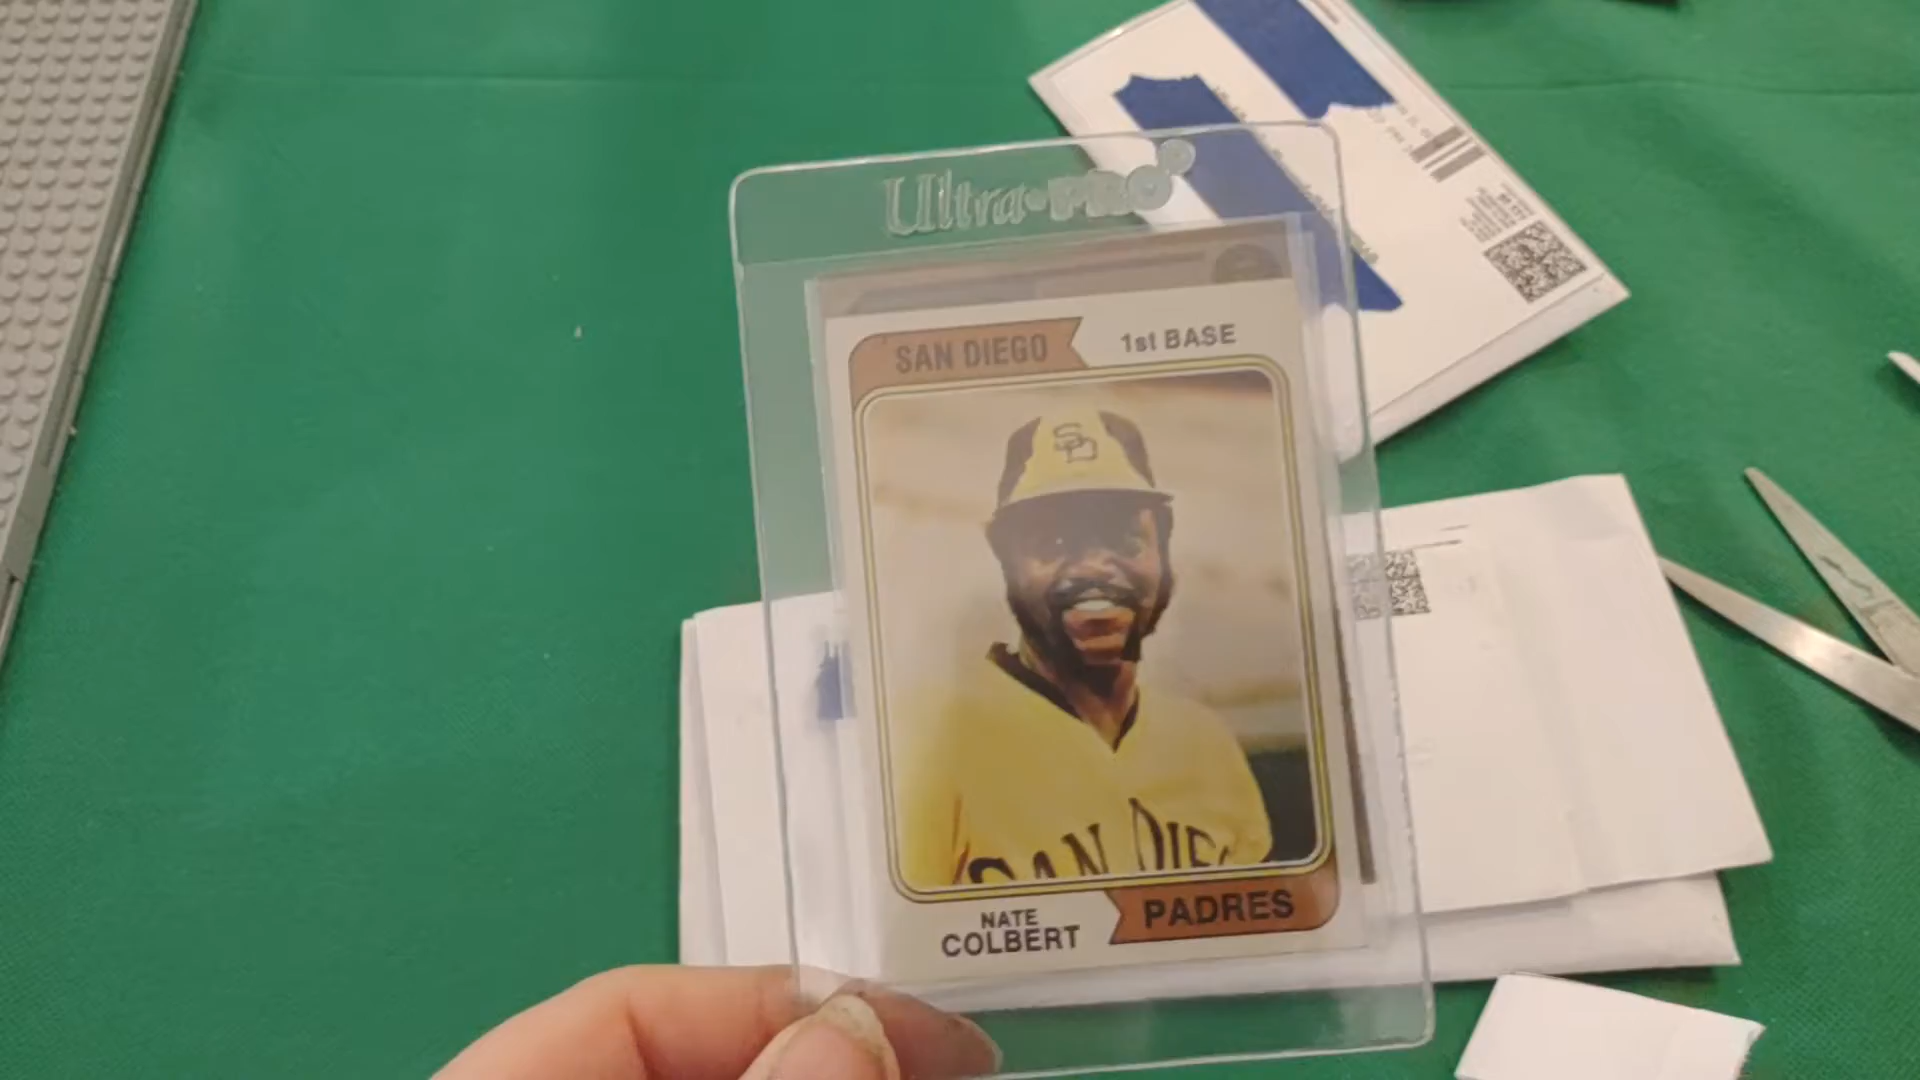 Ultra•PRO
SAN DIEGO
1st BASE
SD
SAN DIEG
NATE
COLBERT
PADRES